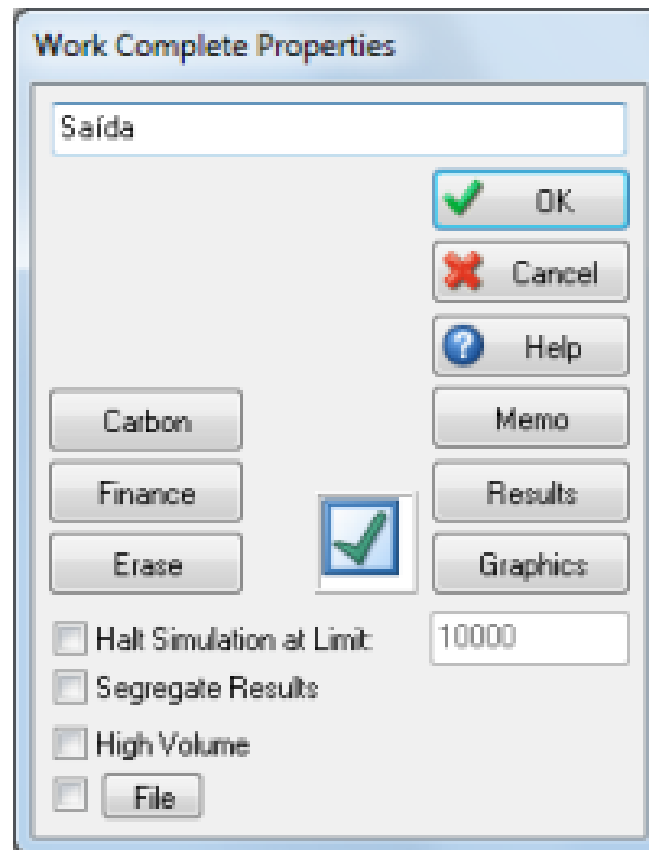 Work Complete Properties
Saída
OK
Cancel
Help
Carbon
Memo
Finance
Results
Erase
Graphics
Halt Simulation at Limit: 10000
Segregate Results
High Volume
File